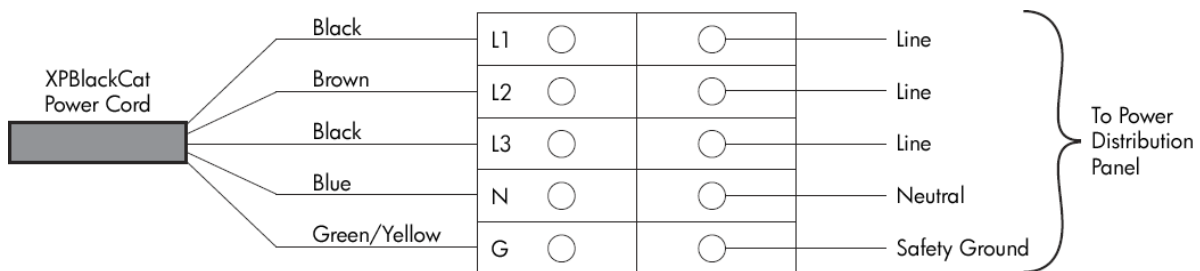 XPBlackCat
Power Cord
Black
L1
Line
Brown
L2
Line
Black
L3
Line
Blue
N
Neutral
Green/Yellow
G
Safety Ground
To Power
Distribution
Panel